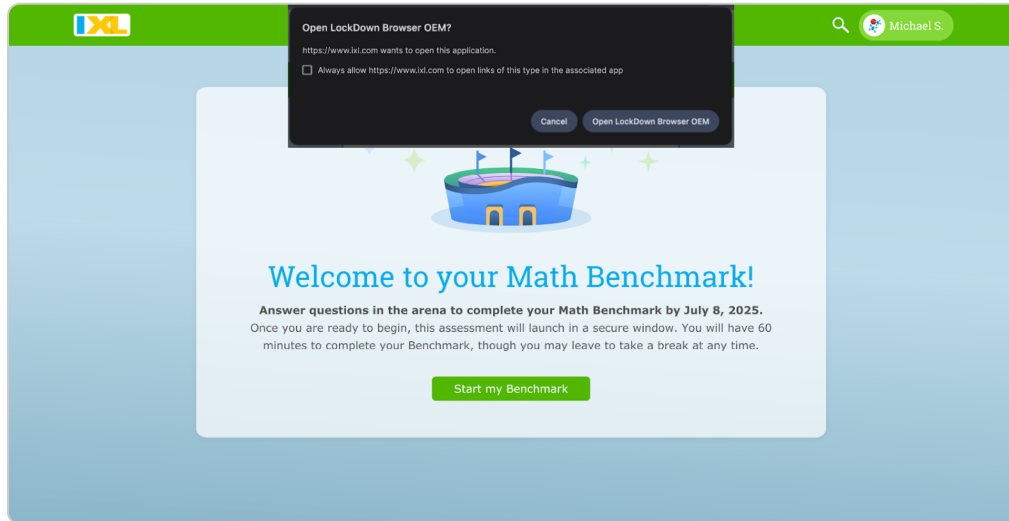 IXL
Michael S.
Open LockDown Browser OEM?
https://www.ixl.com wants to open this application.
Always allow https://www.ixl.com to open links of this type in the associated app
Cancel
Open LockDown Browser OEM
Welcome to your Math Benchmark!
Answer questions in the arena to complete your Math Benchmark by July 8, 2025.
Once you are ready to begin, this assessment will launch in a secure window. You will have 60
minutes to complete your Benchmark, though you may leave to take a break at any time.
Start my Benchmark